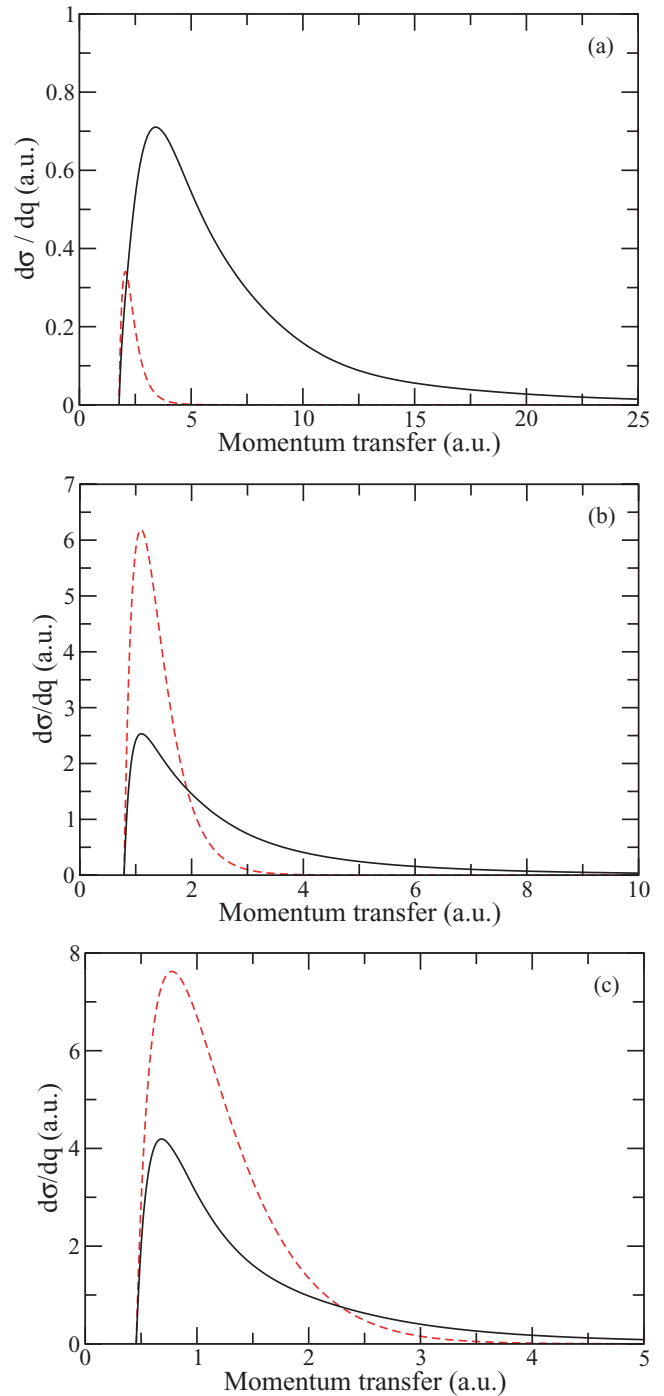 1
(a)
0.8
0.6
dσ / dq (a.u.)
0.4
0.2
0
0 5 10 15 20 25
Momentum transfer (a.u.)
7
(b)
6
5
4
dσ/dq (a.u.)
3
2
1
0
0 2 4 6 8 10
Momentum transfer (a.u.)
8
(c)
6
dσ/dq (a.u.)
4
2
0
0 1 2 3 4 5
Momentum transfer (a.u.)